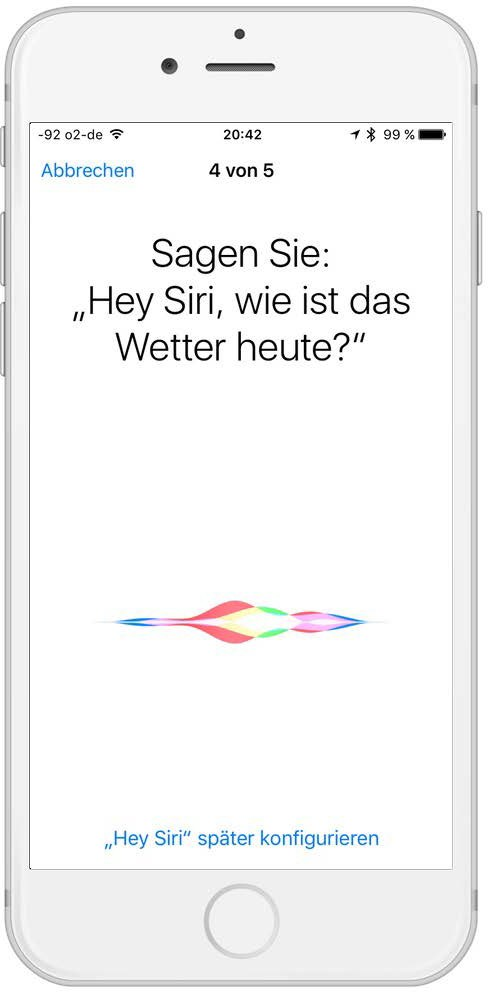 -92 o2-de 20:42 99 %
Abbrechen 4 von 5
Sagen Sie:
„Hey Siri, wie ist das
Wetter heute?“
„Hey Siri“ später konfigurieren